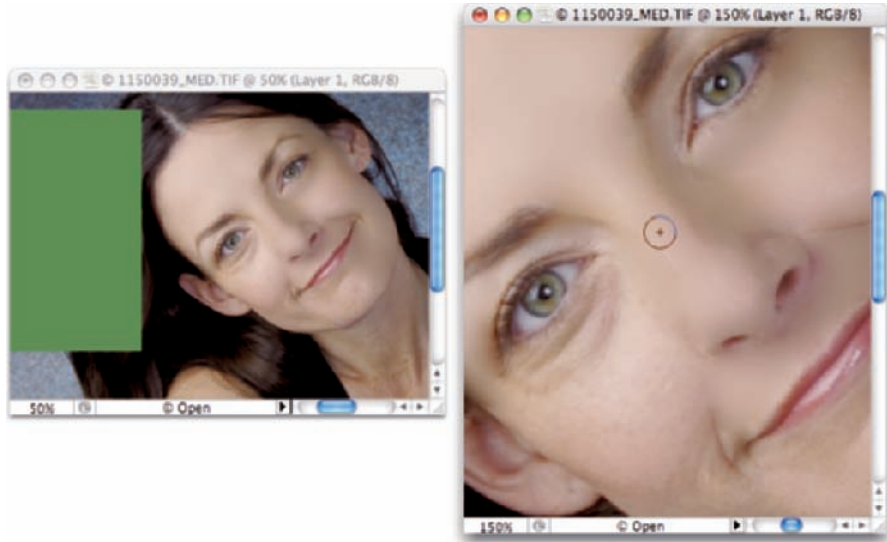 © 1150039_MED.TIF @ 150% (Layer 1, RGB/8)
© 1150039_MED.TIF @ 50% (Layer 1, RGB/8)
50%
© Open
150%
© Open